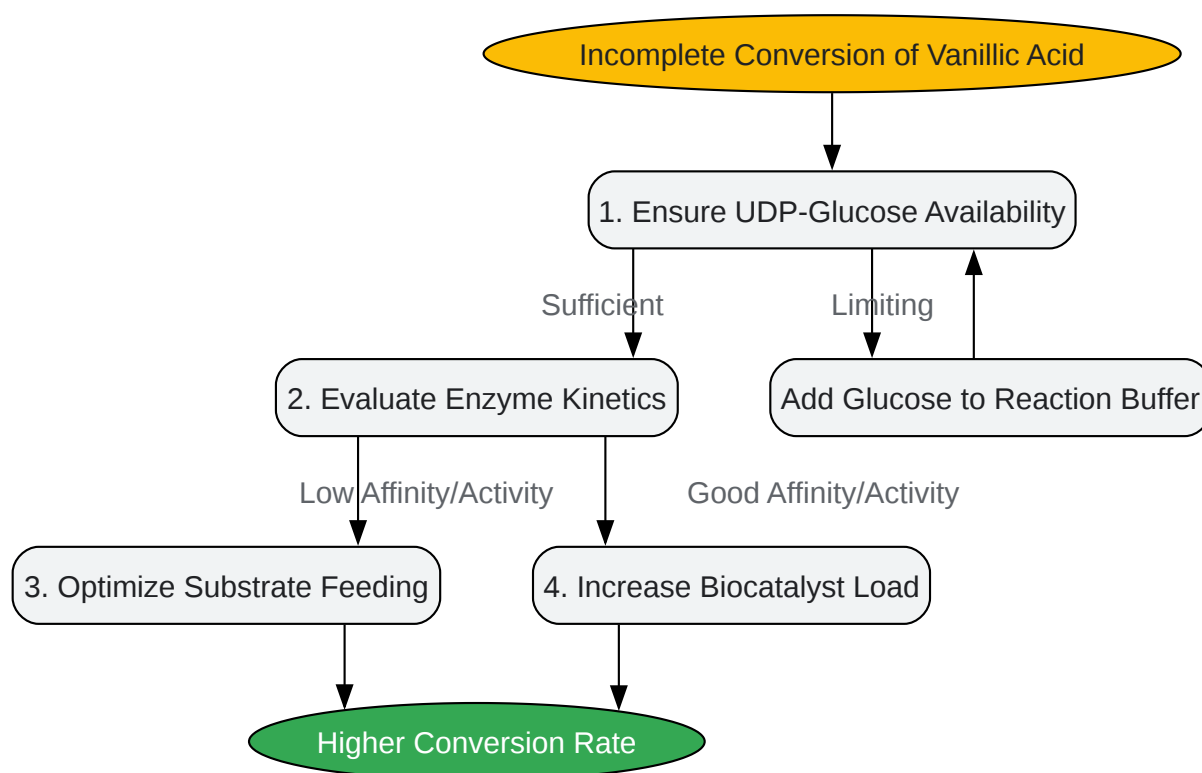 Incomplete Conversion of Vanillic Acid
1. Ensure UDP-Glucose Availability
Sufficient
Limiting
2. Evaluate Enzyme Kinetics
Add Glucose to Reaction Buffer
Low Affinity/Activity
Good Affinity/Activity
3. Optimize Substrate Feeding
4. Increase Biocatalyst Load
Higher Conversion Rate